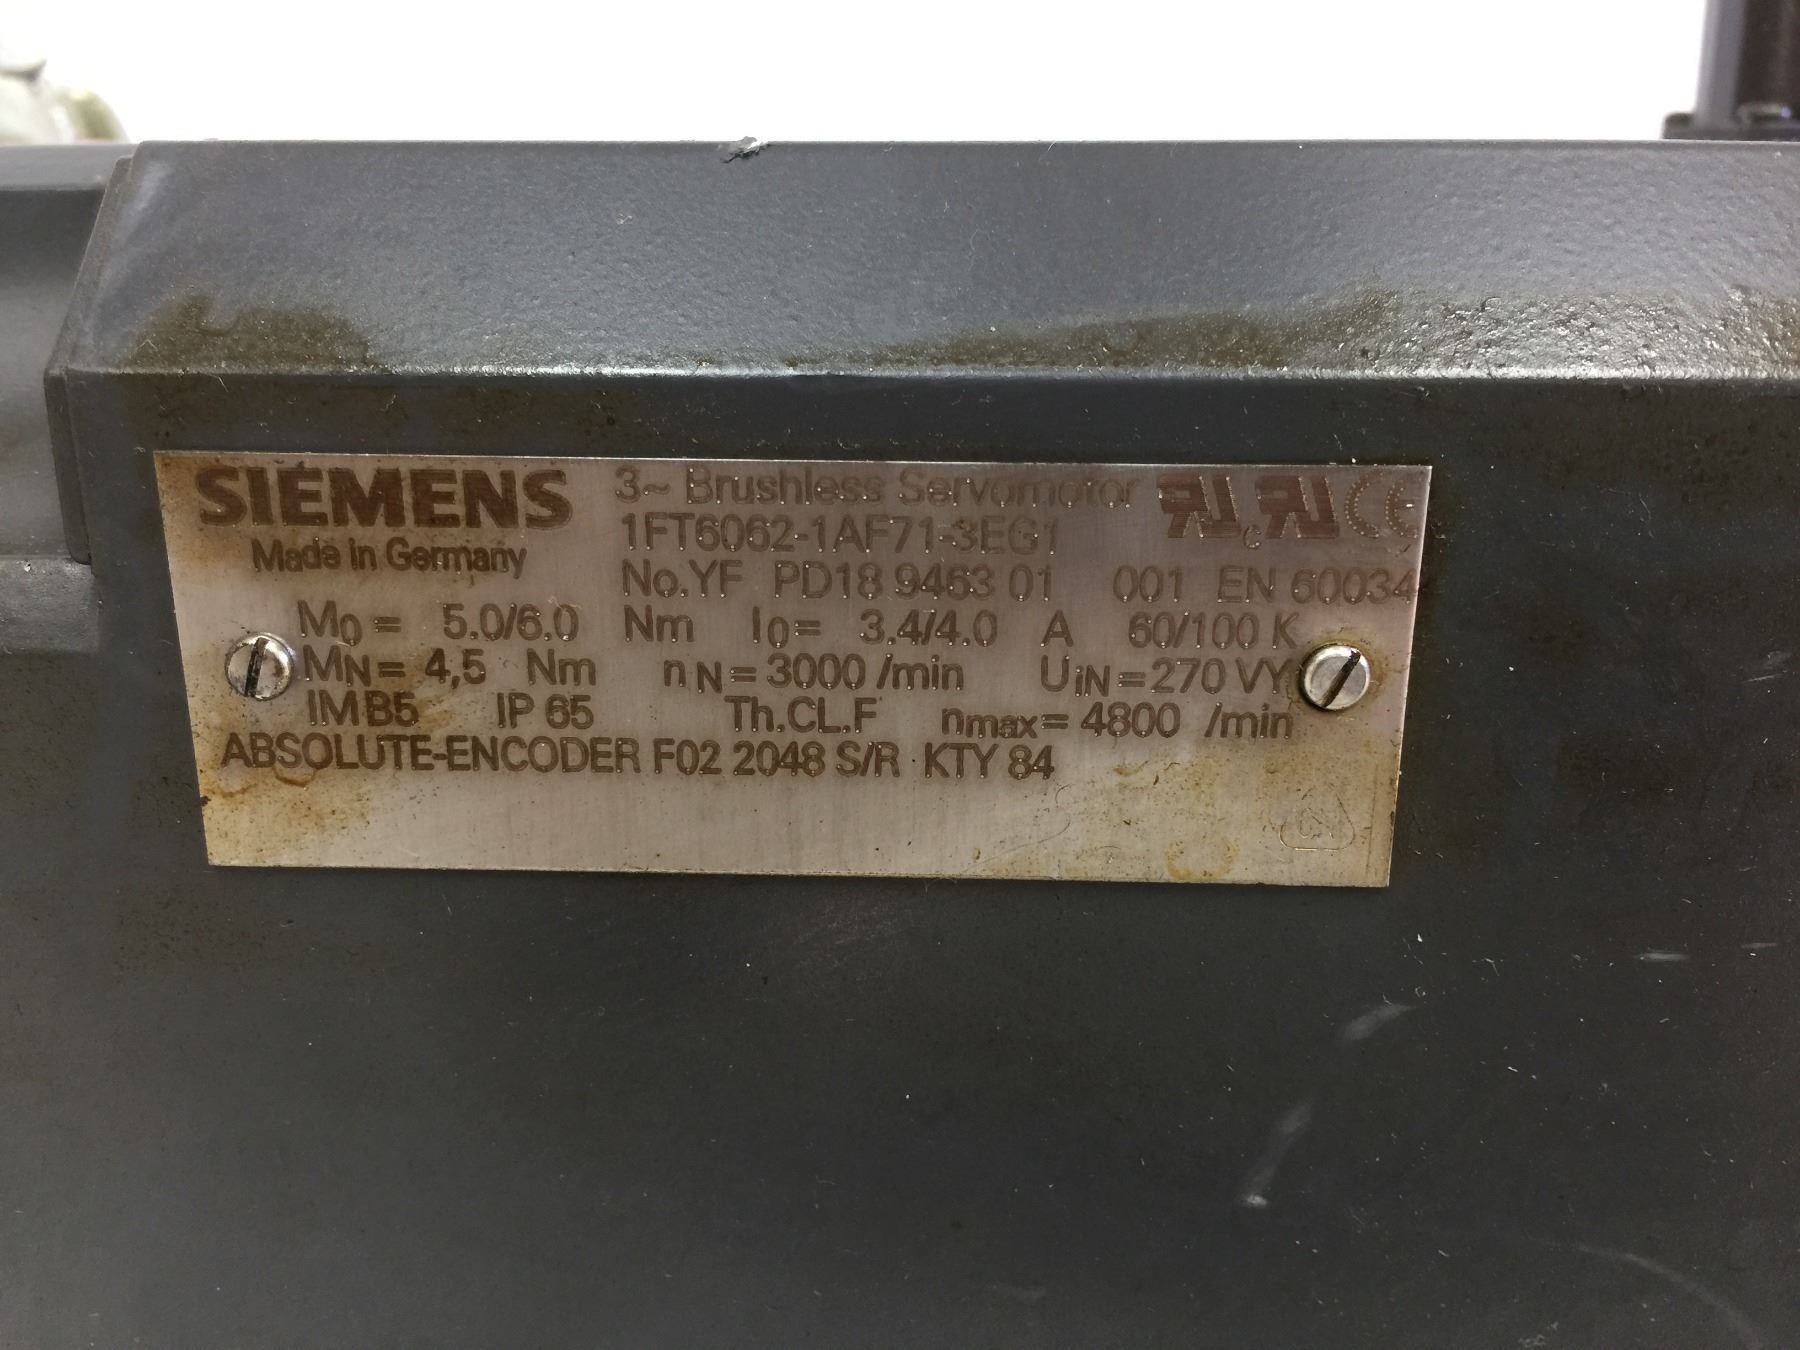 SIEMENS 3~ Brushless Servomotor
1FT6062-1AF71-3EG1
Made in Germany
No.YF PD18 9463 01 001 EN 60034
M0= 5.0/6.0 Nm I0= 3.4/4.0 A 60/100 K
MN= 4,5 Nm nN=3000 /min UiN=270 VY
IM B5 IP 65 Th.CL.F nmax= 4800 /min
ABSOLUTE-ENCODER F02 2048 S/R KTY 84